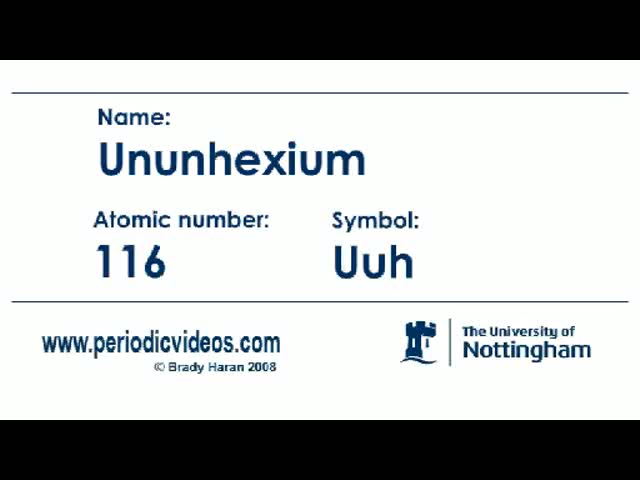 Name:
Ununhexium
Atomic number: Symbol:
116 Uuh
www.periodicvideos.com
© Brady Haran 2008
The University of
Nottingham